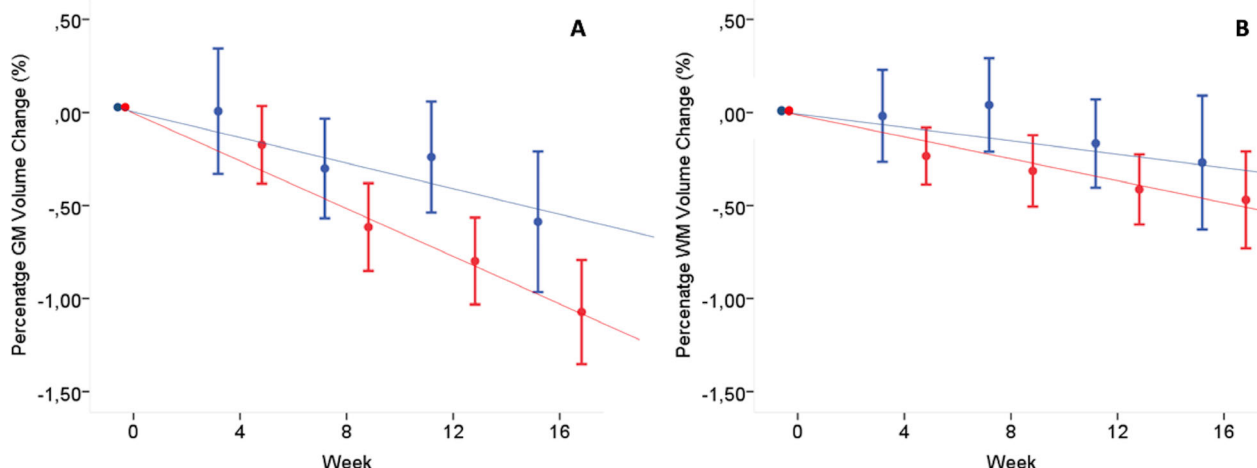 A
Percenatge GM Volume Change (%)
,50
,00
-,50
-1,00
-1,50
0 4 8 12 16
Week
B
Percenatge WM Volume Change (%)
,50
,00
-,50
-1,00
-1,50
0 4 8 12 16
Week